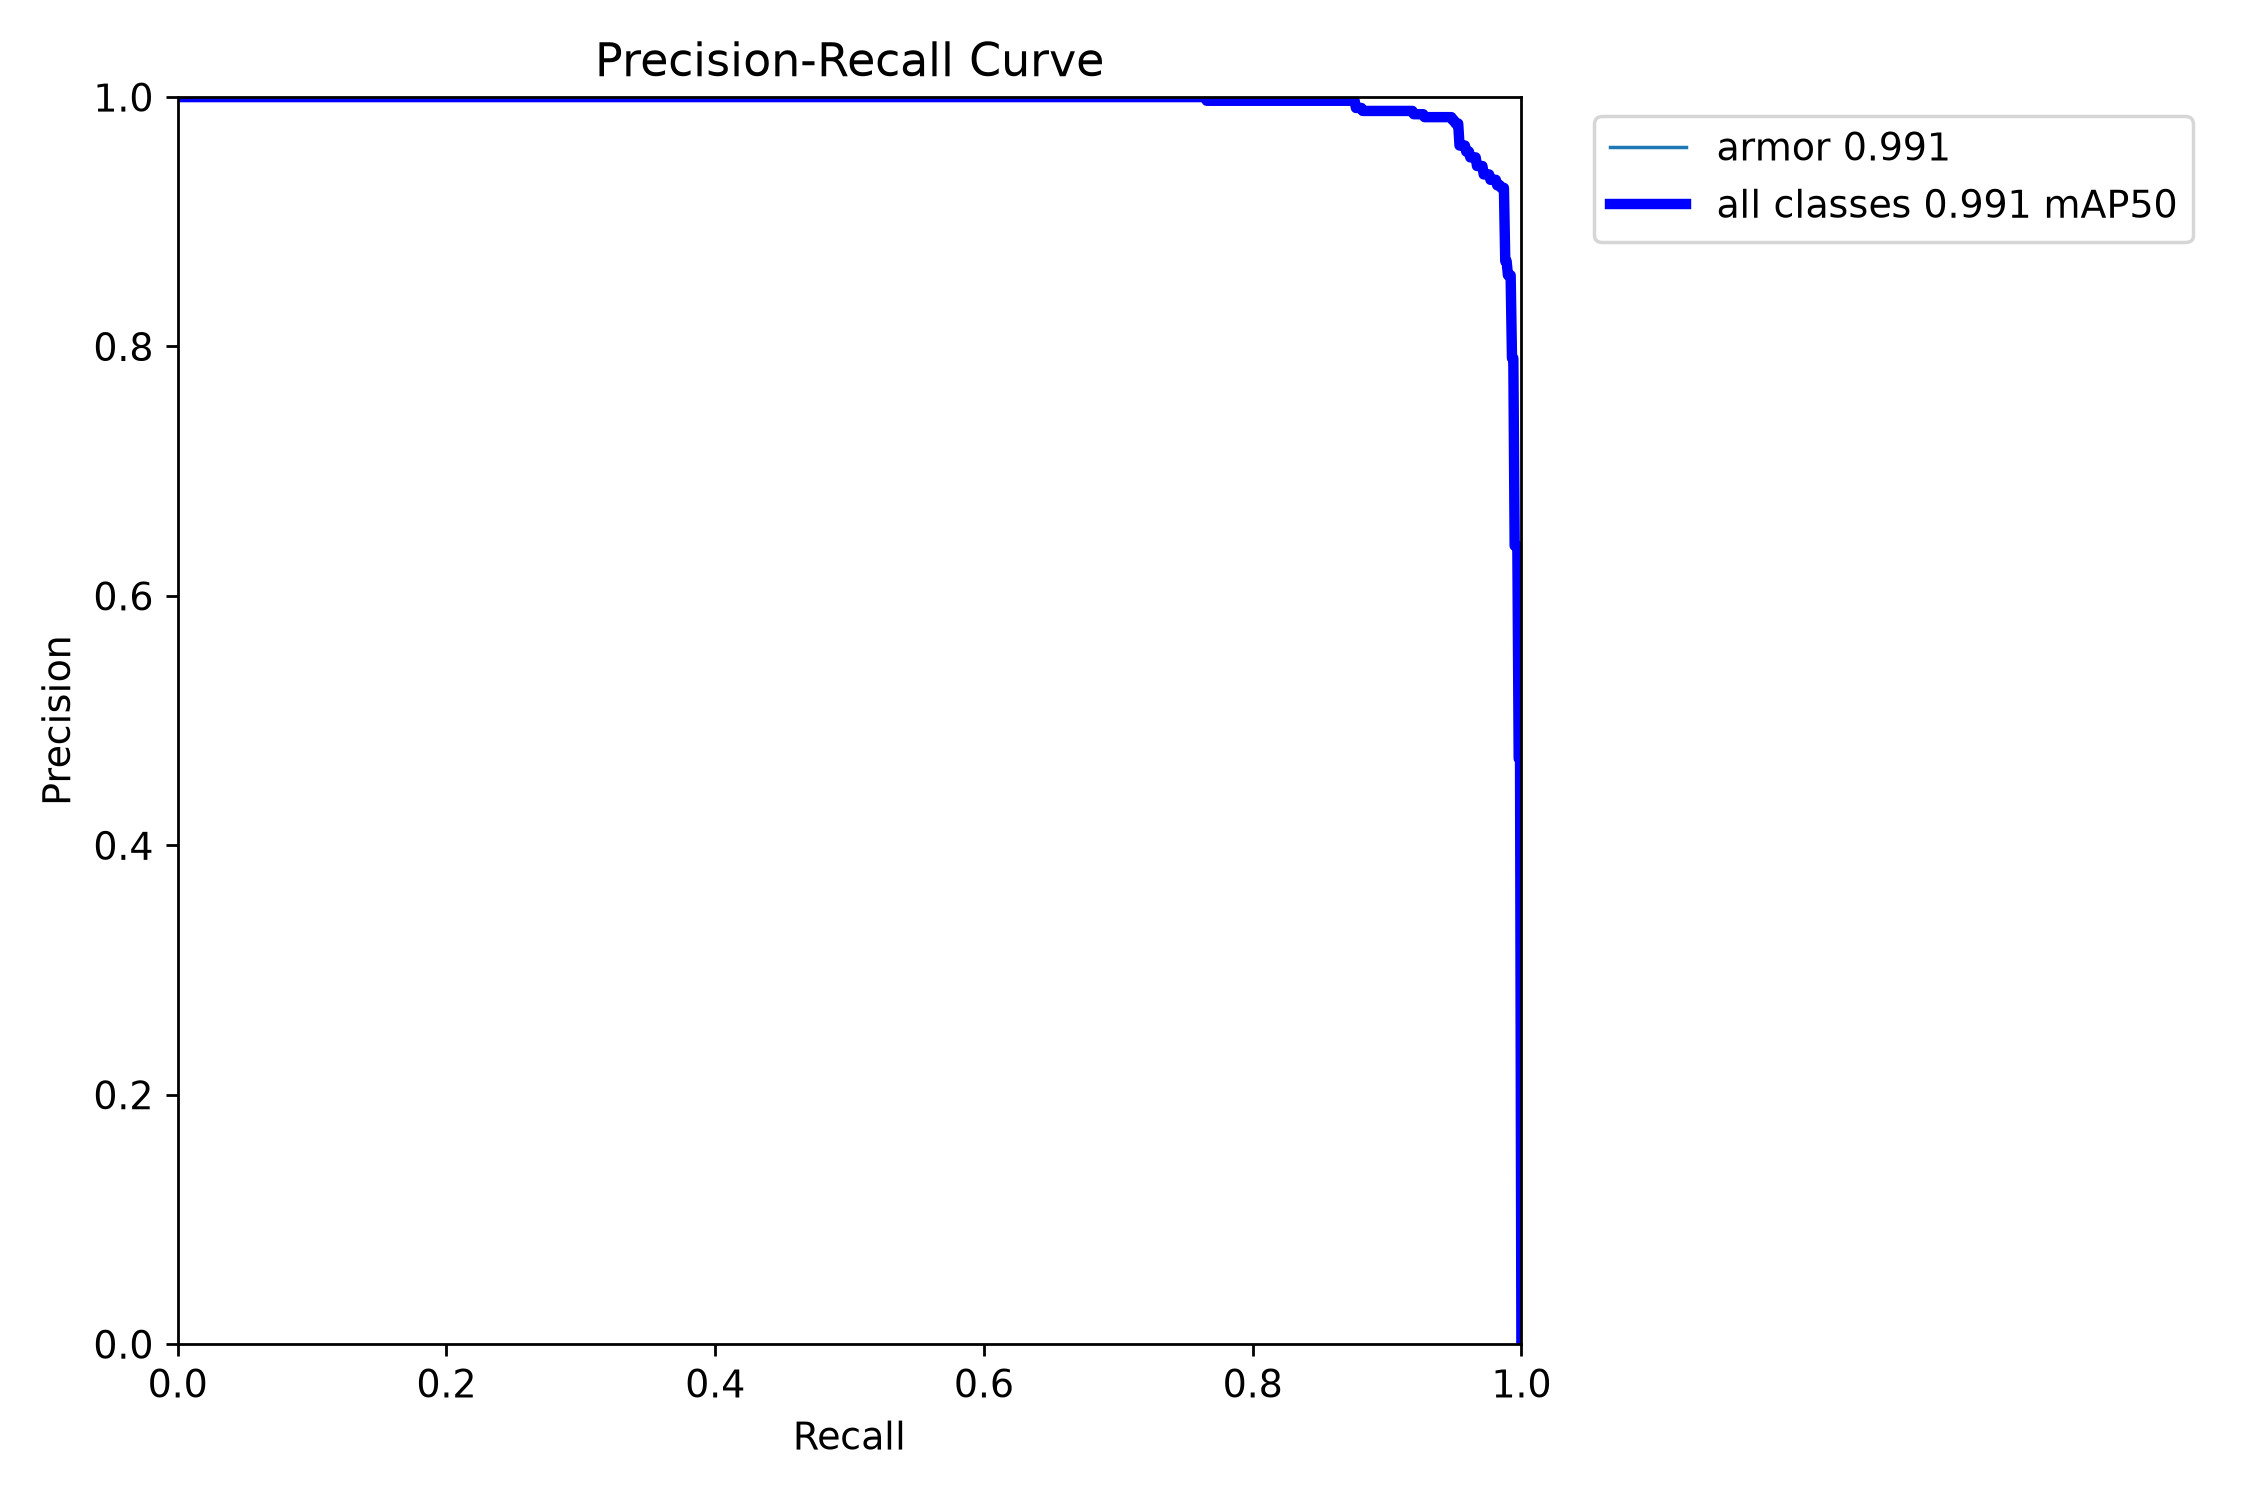 Precision-Recall Curve
1.0
0.8
0.6
0.4
0.2
0.0
Precision
0.0 0.2 0.4 0.6 0.8 1.0
Recall
armor 0.991
all classes 0.991 mAP50